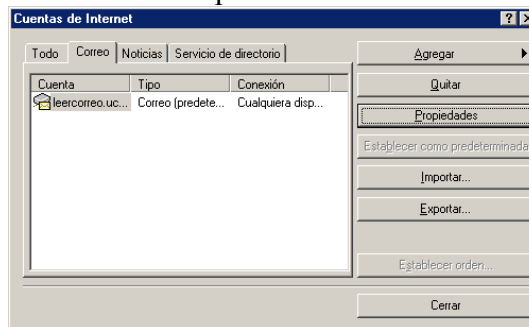 Cuentas de Internet
Todo Correo Noticias Servicio de directorio
Cuenta Tipo Conexión
leercorreo.uc... Correo (predete... Cualquiera disp...
Agregar
Quitar
Propiedades
Establecer como predeterminada
Importar...
Exportar...
Establecer orden...
Cerrar